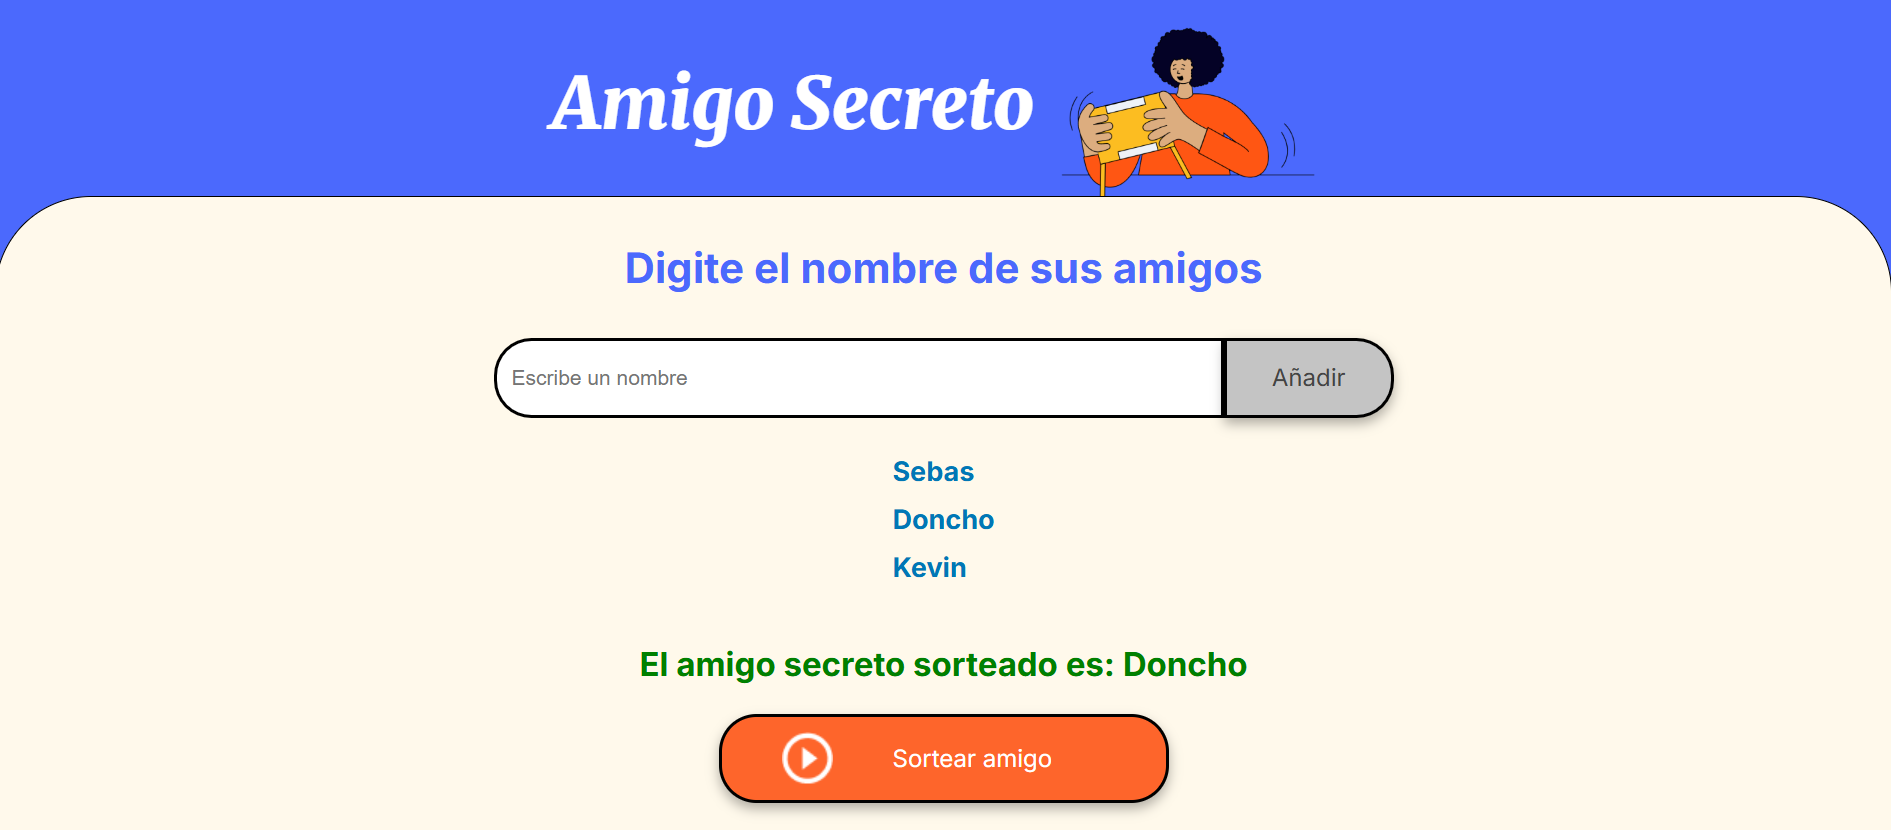 Amigo Secreto
Digite el nombre de sus amigos
Escribe un nombre
Añadir
Sebas
Doncho
Kevin
El amigo secreto sorteado es: Doncho
Sortear amigo